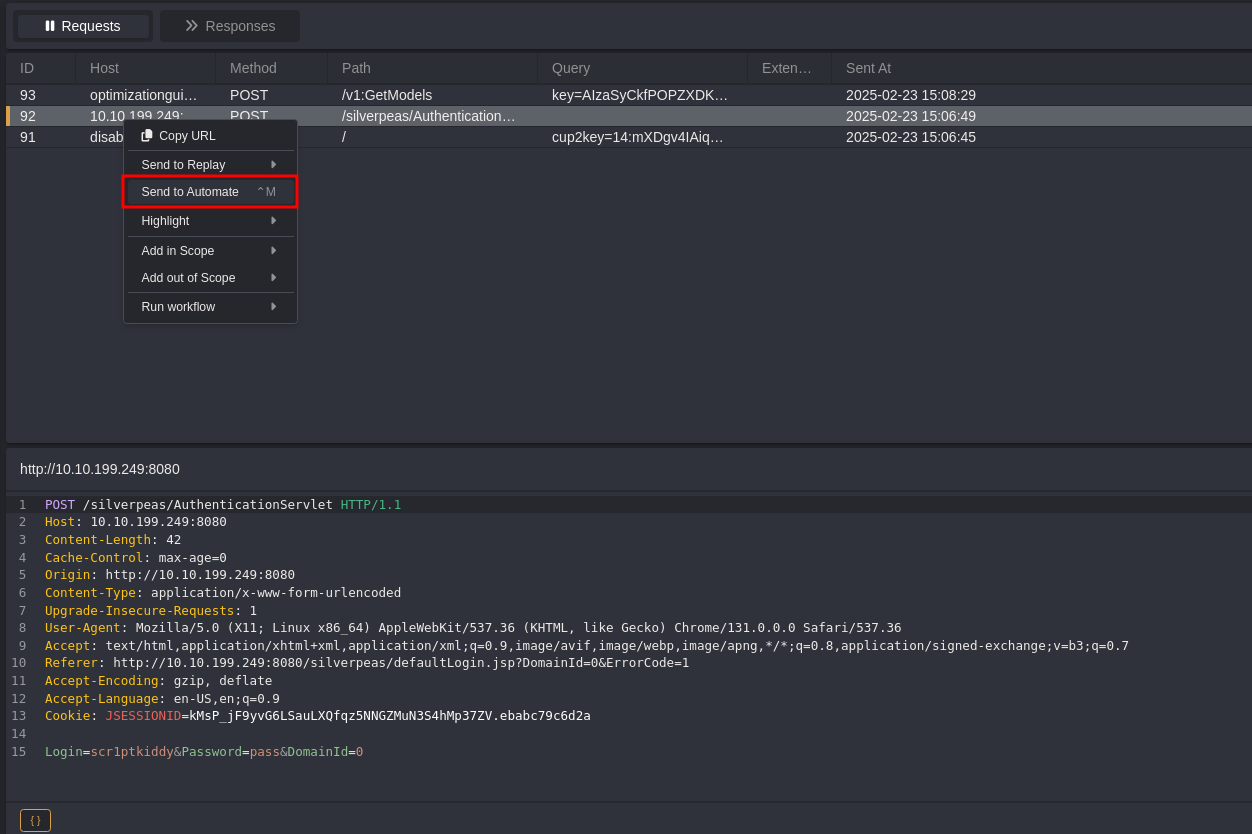 Requests Responses
ID Host Method Path Query Exten… Sent At
93 optimizationgui… POST /v1:GetModels key=AIzaSyCkfPOPZXDK… 2025-02-23 15:08:29
92 10.10.199.249: POST /silverpeas/Authentication… 2025-02-23 15:06:49
91 disab / cup2key=14:mXDgv4IAiq… 2025-02-23 15:06:45
Copy URL
Send to Replay
Send to Automate ⌃M
Highlight
Add in Scope
Add out of Scope
Run workflow
http://10.10.199.249:8080
1 POST /silverpeas/AuthenticationServlet HTTP/1.1
2 Host: 10.10.199.249:8080
3 Content-Length: 42
4 Cache-Control: max-age=0
5 Origin: http://10.10.199.249:8080
6 Content-Type: application/x-www-form-urlencoded
7 Upgrade-Insecure-Requests: 1
8 User-Agent: Mozilla/5.0 (X11; Linux x86_64) AppleWebKit/537.36 (KHTML, like Gecko) Chrome/131.0.0.0 Safari/537.36
9 Accept: text/html,application/xhtml+xml,application/xml;q=0.9,image/avif,image/webp,image/apng,*/*;q=0.8,application/signed-exchange;v=b3;q=0.7
10 Referer: http://10.10.199.249:8080/silverpeas/defaultLogin.jsp?DomainId=0&ErrorCode=1
11 Accept-Encoding: gzip, deflate
12 Accept-Language: en-US,en;q=0.9
13 Cookie: JSESSIONID=kMsP_jF9yvG6LSauLXQfqz5NNGZMuN3S4hMp37ZV.ebabc79c6d2a
14
15 Login=scr1ptkiddy&Password=pass&DomainId=0
{ }